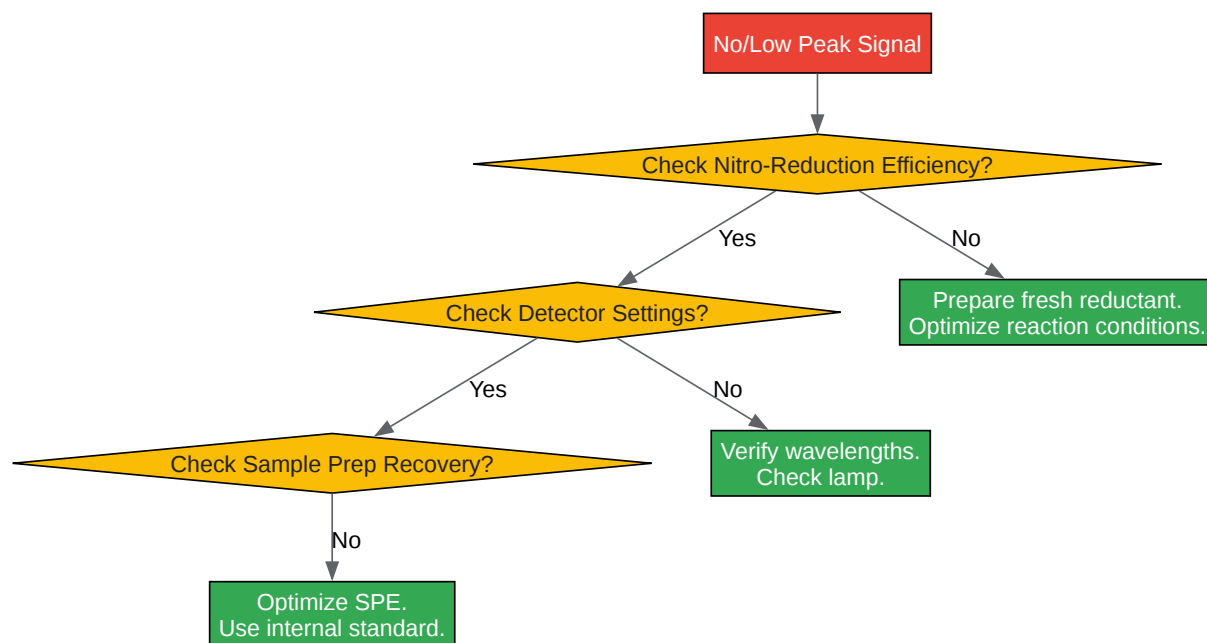 No/Low Peak Signal
Check Nitro-Reduction Efficiency?
Yes
No
Prepare fresh reductant.
Optimize reaction conditions.
Check Detector Settings?
Yes
No
Verify wavelengths.
Check lamp.
Check Sample Prep Recovery?
No
Optimize SPE.
Use internal standard.